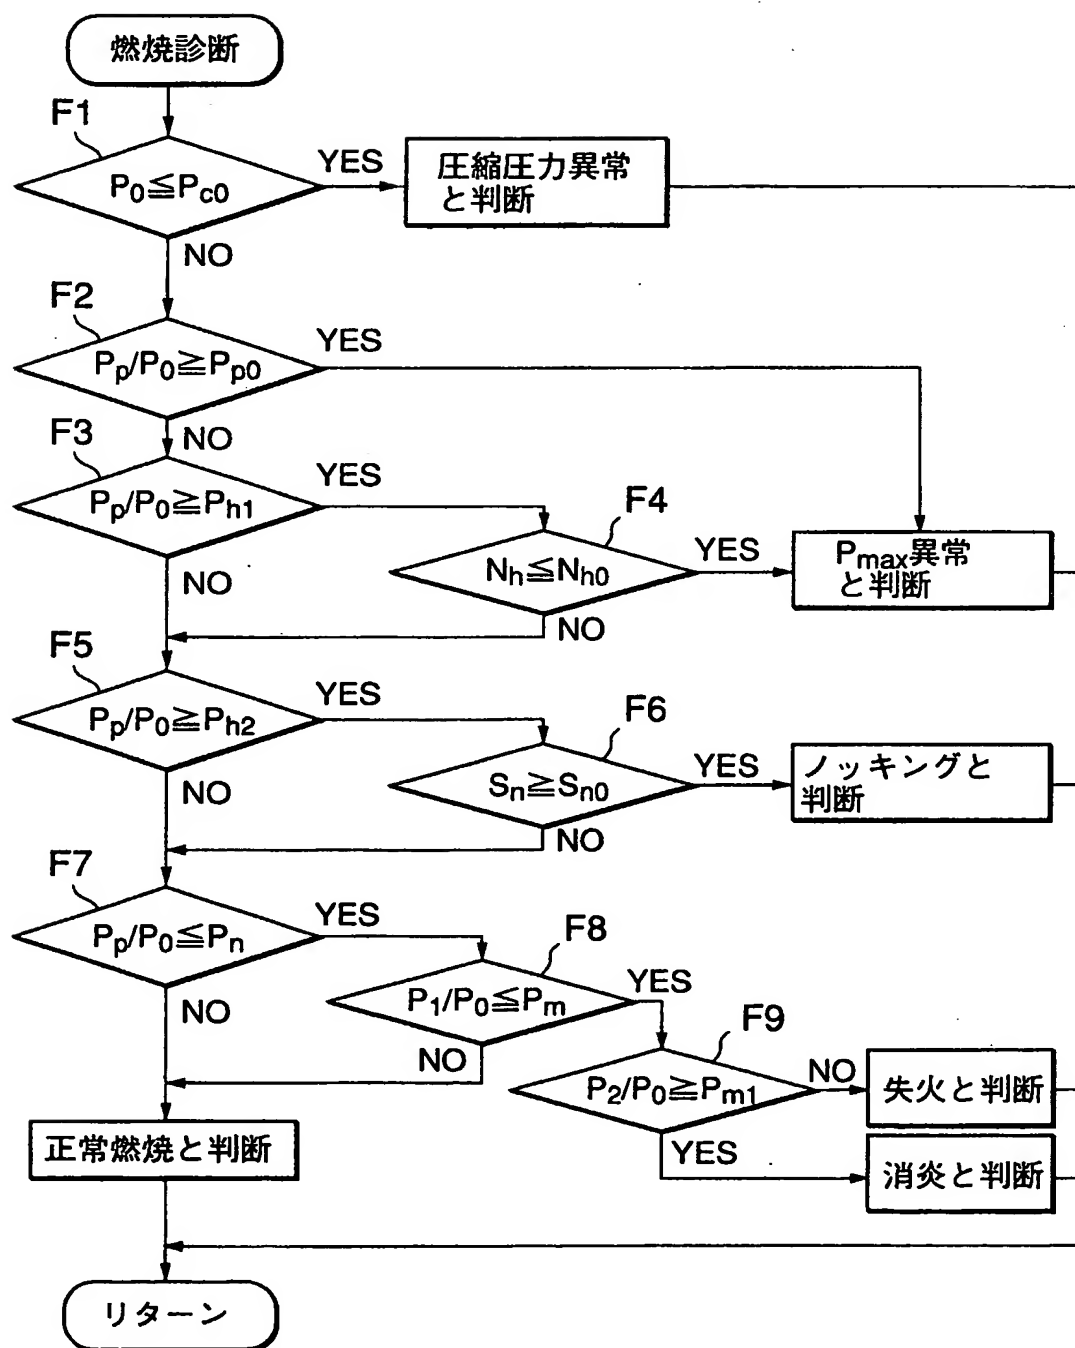 燃焼診断
F1
P0≦Pc0
YES
圧縮圧力異常
と判断
NO
F2
Pp/P0≧Pp0
YES
NO
F3
Pp/P0≧Ph1
YES
F4
Nh≦Nh0
YES
Pmax異常
と判断
NO
NO
F5
Pp/P0≧Ph2
YES
F6
Sn≧Sn0
YES
ノッキングと
判断
NO
NO
F7
Pp/P0≦Pn
YES
F8
P1/P0≦Pm
YES
NO
NO
F9
P2/P0≧Pm1
NO
失火と判断
YES
消炎と判断
正常燃焼と判断
リターン